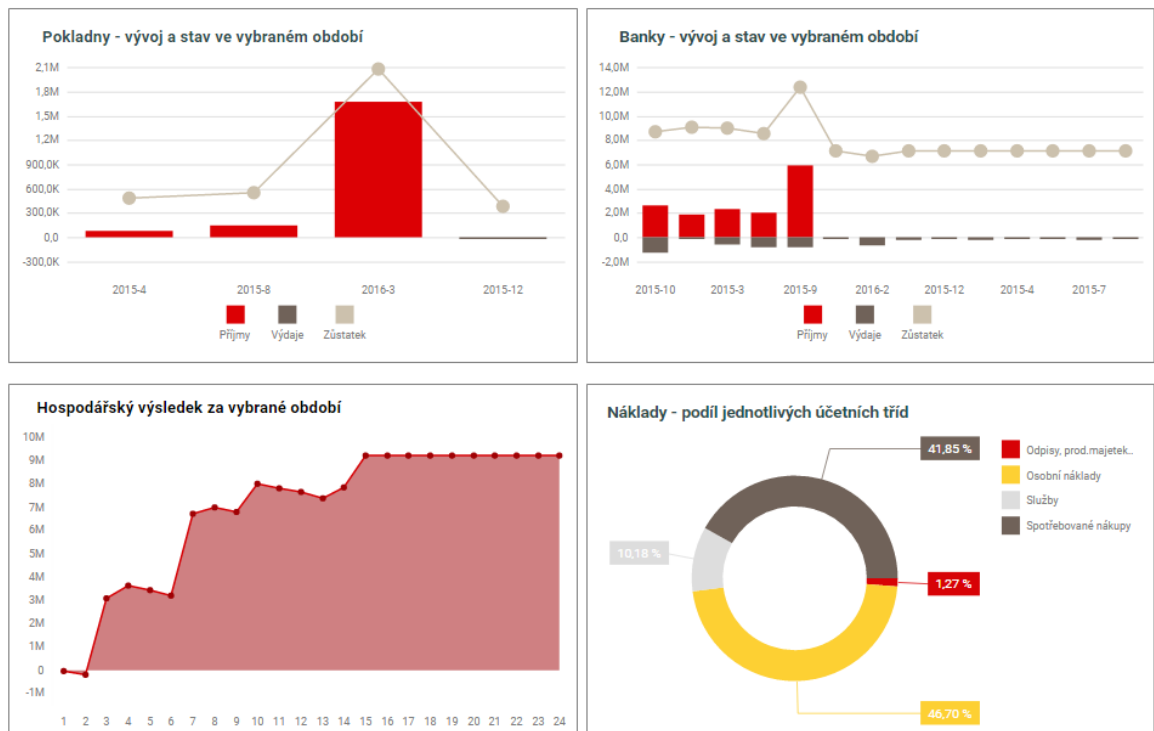 Pokladny - vývoj a stav ve vybraném období
2,1M
1,8M
1,5M
1,2M
900,0K
600,0K
300,0K
0,0
-300,0K
2015-4 2015-8 2016-3 2015-12
Příjmy Výdaje Zůstatek
Banky - vývoj a stav ve vybraném období
14,0M
12,0M
10,0M
8,0M
6,0M
4,0M
2,0M
0,0
-2,0M
2015-10 2015-3 2015-9 2016-2 2015-12 2015-4 2015-7
Příjmy Výdaje Zůstatek
Hospodářský výsledek za vybrané období
10M
9M
8M
7M
6M
5M
4M
3M
2M
1M
0
-1M
1 2 3 4 5 6 7 8 9 10 11 12 13 14 15 16 17 18 19 20 21 22 23 24
Náklady - podíl jednotlivých účetních tříd
41,85 %
10,18 %
1,27 %
46,70 %
Odpisy, prod.majetek..
Osobní náklady
Služby
Spotřebované nákupy